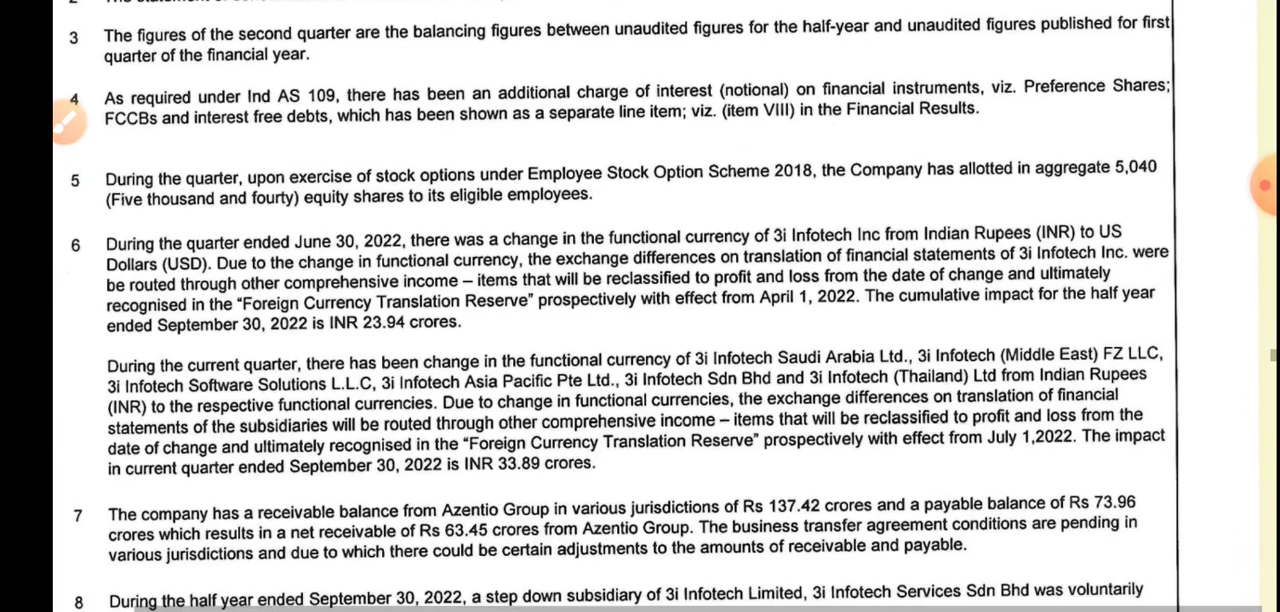 3 The figures of the second quarter are the balancing figures between unaudited figures for the half-year and unaudited figures published for first
quarter of the financial year.
4 As required under Ind AS 109, there has been an additional charge of interest (notional) on financial instruments, viz. Preference Shares;
FCCBs and interest free debts, which has been shown as a separate line item; viz. (item VIII) in the Financial Results.
5 During the quarter, upon exercise of stock options under Employee Stock Option Scheme 2018, the Company has allotted in aggregate 5,040
(Five thousand and fourty) equity shares to its eligible employees.
6 During the quarter ended June 30, 2022, there was a change in the functional currency of 3i Infotech Inc from Indian Rupees (INR) to US
Dollars (USD). Due to the change in functional currency, the exchange differences on translation of financial statements of 3i Infotech Inc. were
be routed through other comprehensive income – items that will be reclassified to profit and loss from the date of change and ultimately
recognised in the “Foreign Currency Translation Reserve” prospectively with effect from April 1, 2022. The cumulative impact for the half year
ended September 30, 2022 is INR 23.94 crores.
During the current quarter, there has been change in the functional currency of 3i Infotech Saudi Arabia Ltd., 3i Infotech (Middle East) FZ LLC,
3i Infotech Software Solutions L.L.C, 3i Infotech Asia Pacific Pte Ltd., 3i Infotech Sdn Bhd and 3i Infotech (Thailand) Ltd from Indian Rupees
(INR) to the respective functional currencies. Due to change in functional currencies, the exchange differences on translation of financial
statements of the subsidiaries will be routed through other comprehensive income – items that will be reclassified to profit and loss from the
date of change and ultimately recognised in the “Foreign Currency Translation Reserve” prospectively with effect from July 1,2022. The impact
in current quarter ended September 30, 2022 is INR 33.89 crores.
7 The company has a receivable balance from Azentio Group in various jurisdictions of Rs 137.42 crores and a payable balance of Rs 73.96
crores which results in a net receivable of Rs 63.45 crores from Azentio Group. The business transfer agreement conditions are pending in
various jurisdictions and due to which there could be certain adjustments to the amounts of receivable and payable.
8 During the half year ended September 30, 2022, a step down subsidiary of 3i Infotech Limited, 3i Infotech Services Sdn Bhd was voluntarily